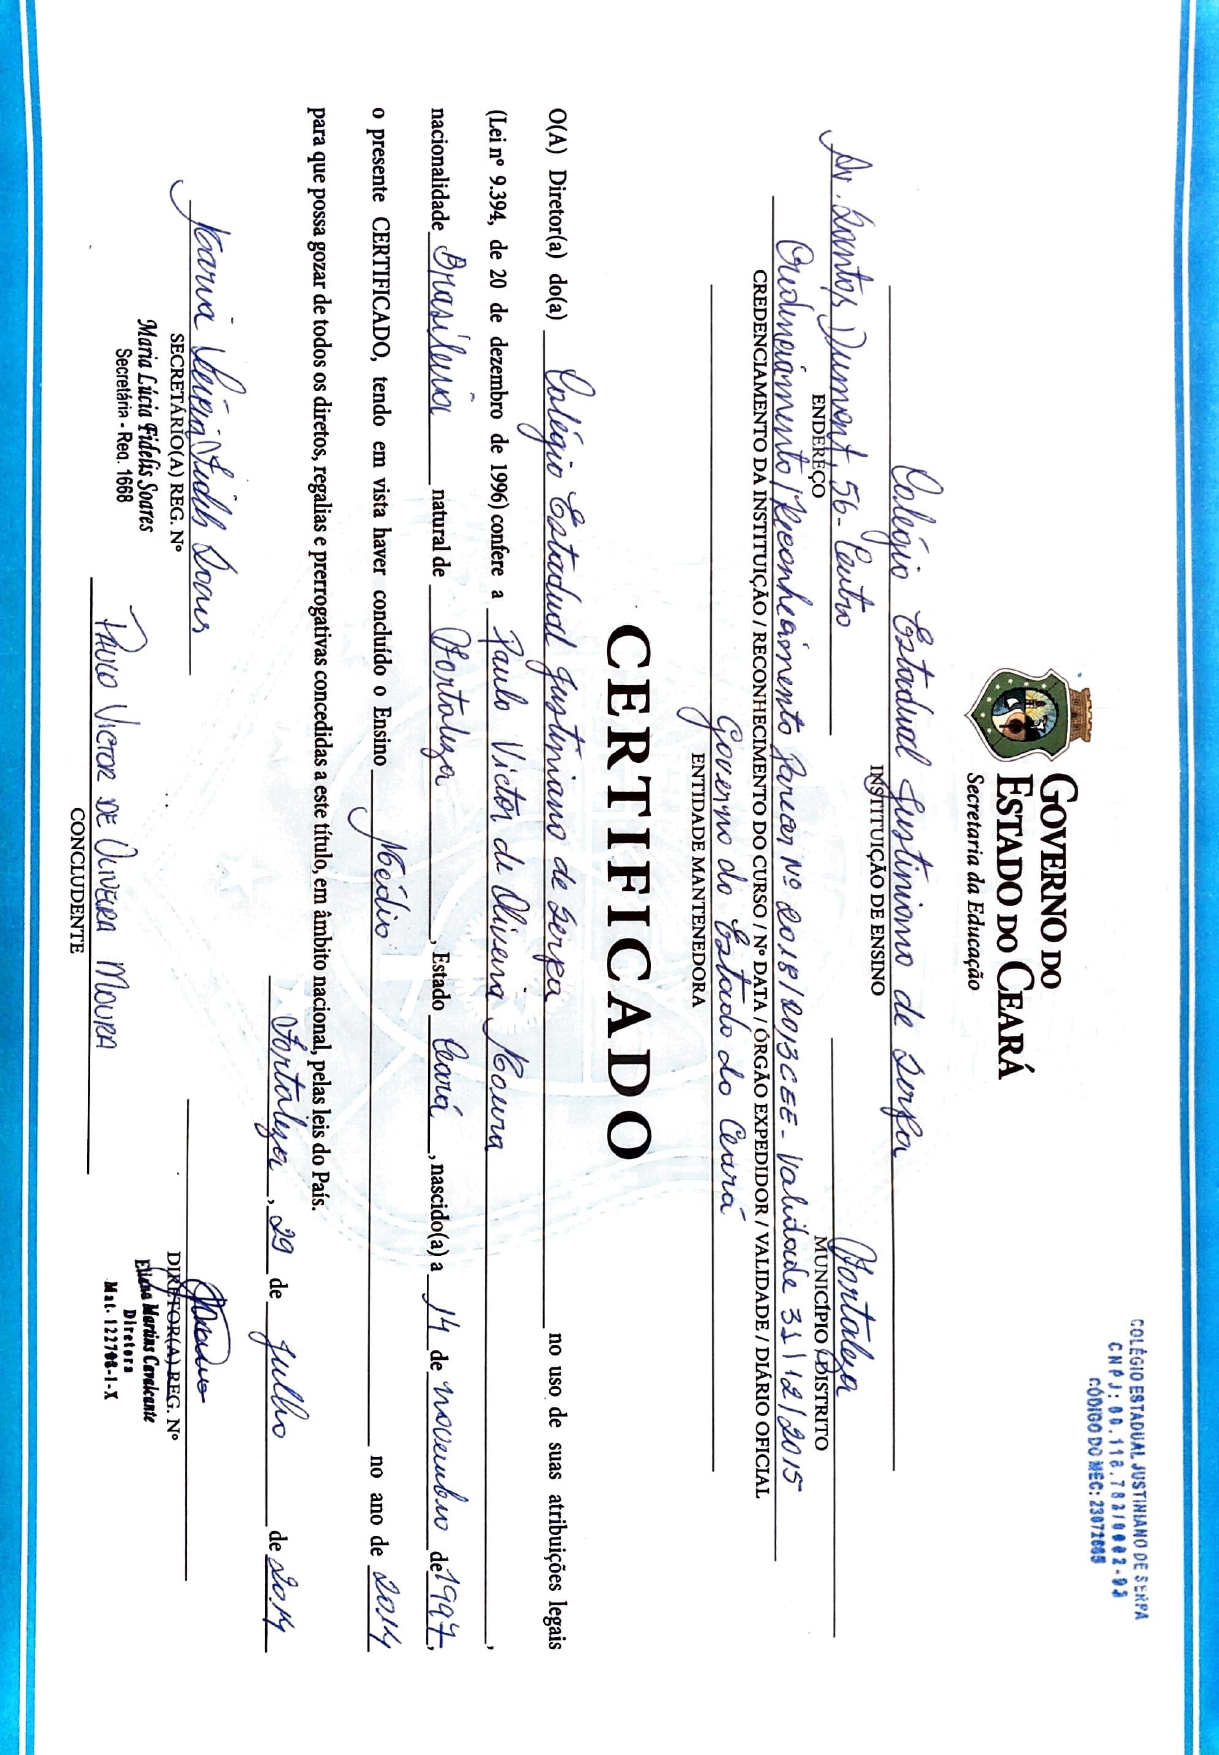 COLÉGIO ESTADUAL JUSTINIANO DE SERPA
CNPJ: 00.118.783/0002-93
CÓDIGO DO MEC:
GOVERNO DO
ESTADO DO CEARÁ
Secretaria da Educação
Colégio Estadual Justiniano de Serpa
INSTITUIÇÃO DE ENSINO
Av. Santos Dumont, 56 - Centro Fortaleza
ENDEREÇO MUNICÍPIO / DISTRITO
Credenciamento/Reconhecimento Parecer Nº 2018/2013CEE - Validade 31/12/2015
CREDENCIAMENTO DA INSTITUIÇÃO / RECONHECIMENTO DO CURSO / Nº DATA / ÓRGÃO EXPEDIDOR / VALIDADE / DIÁRIO OFICIAL
Governo do Estado do Ceará
ENTIDADE MANTENEDORA
CERTIFICADO
O(A) Diretor(a) do(a) Colégio Estadual Justiniano de Serpa no uso de suas atribuições legais
(Lei nº 9.394, de 20 de dezembro de 1996) confere a Paulo Victor de Oliveira Moura,
nacionalidade Brasileira natural de Fortaleza, Estado Ceará, nascido(a) a 14 de novembro de 1997,
o presente CERTIFICADO, tendo em vista haver concluído o Ensino Médio no ano de 2014
para que possa gozar de todos os diretos, regalias e prerrogativas concedidas a este título, em âmbito nacional, pelas leis do País.
Fortaleza, 29 de Julho de 2014
Maria Lúcia Fidelis Soares
SECRETÁRIO(A) REG. Nº DIRETOR(A) REG. Nº
Maria Lúcia Fidelis Soares Eliena Martins Cavalcante
Secretária - Reg. 1668 Diretora
Mat. 122798-1-X
PAULO VICTOR DE OLIVEIRA MOURA
CONCLUDENTE